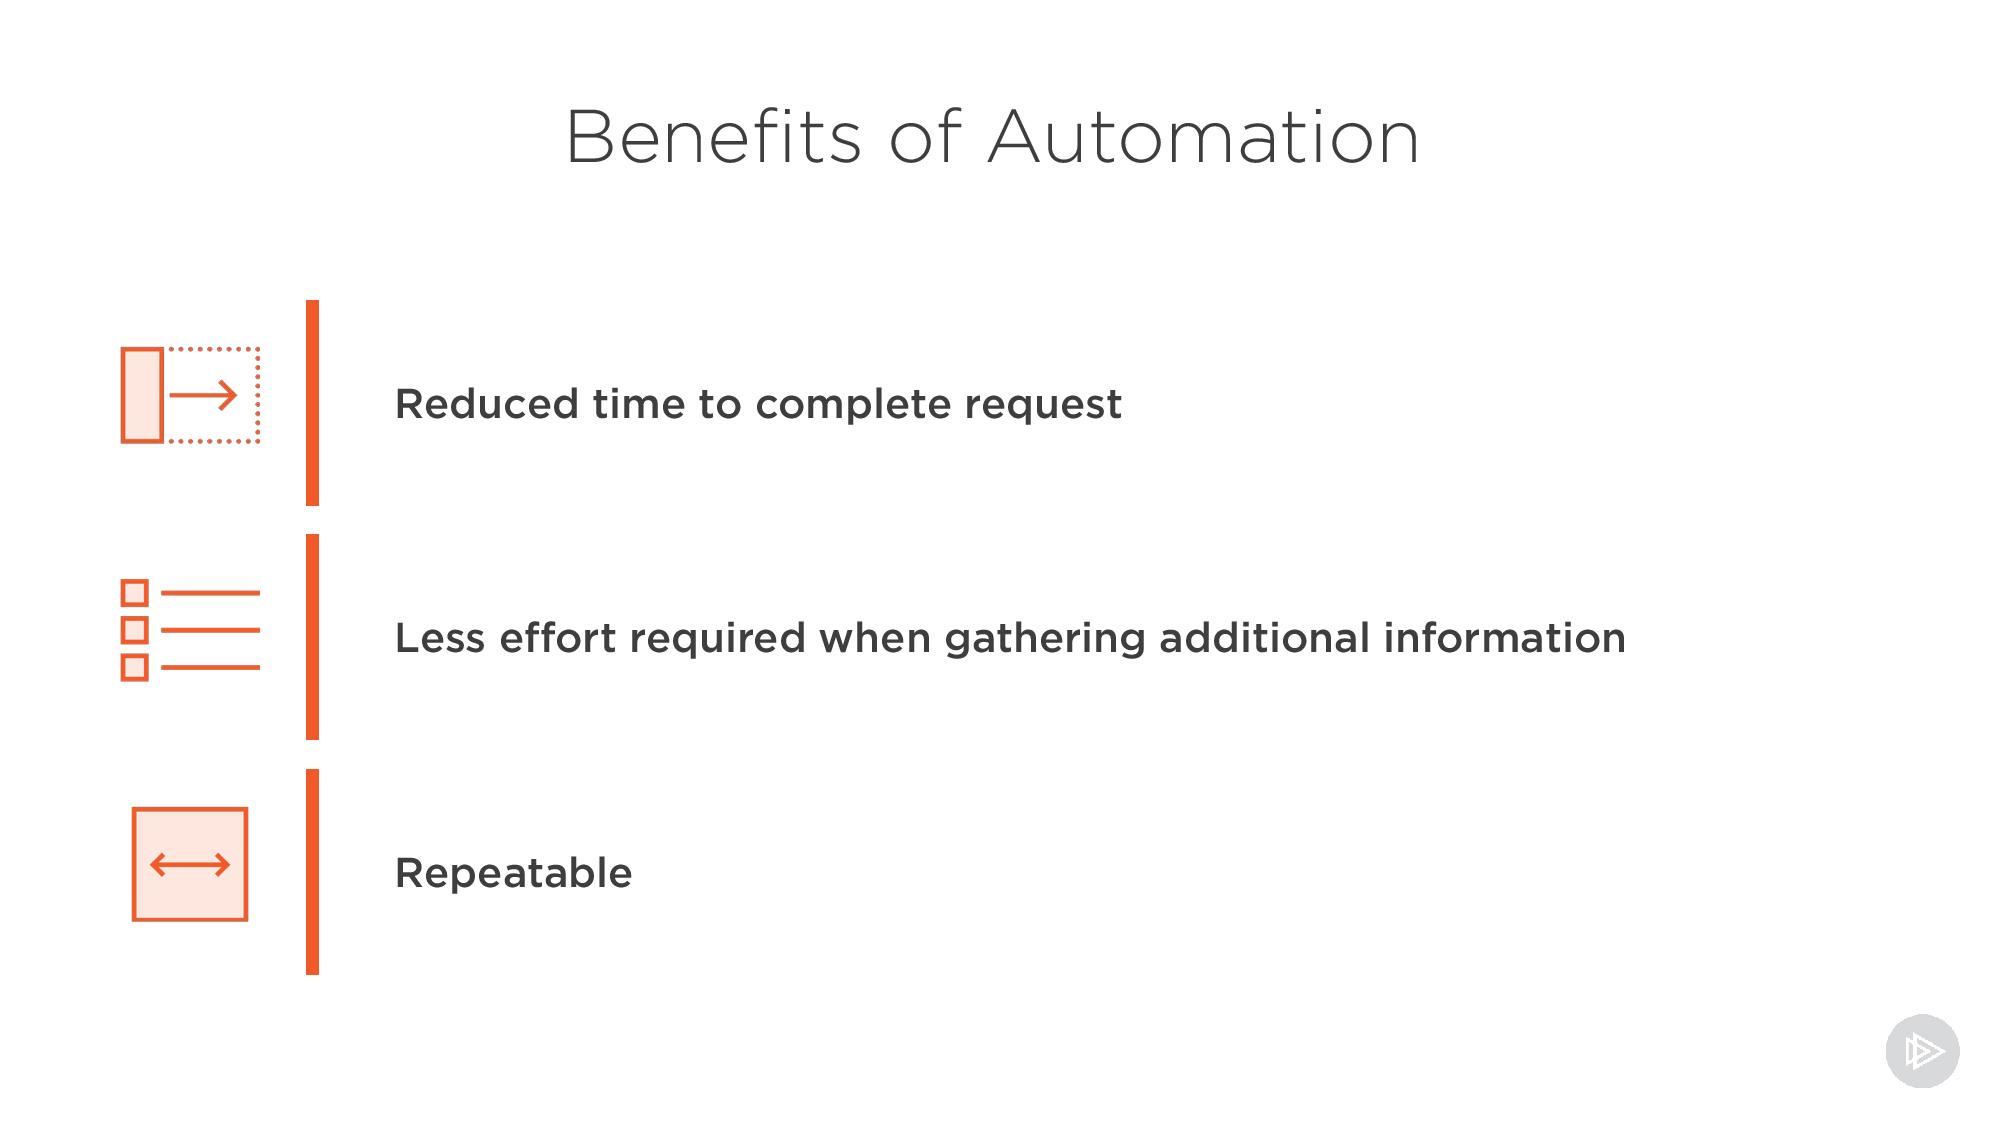 Benefits of Automation
Reduced time to complete request
Less effort required when gathering additional information
Repeatable